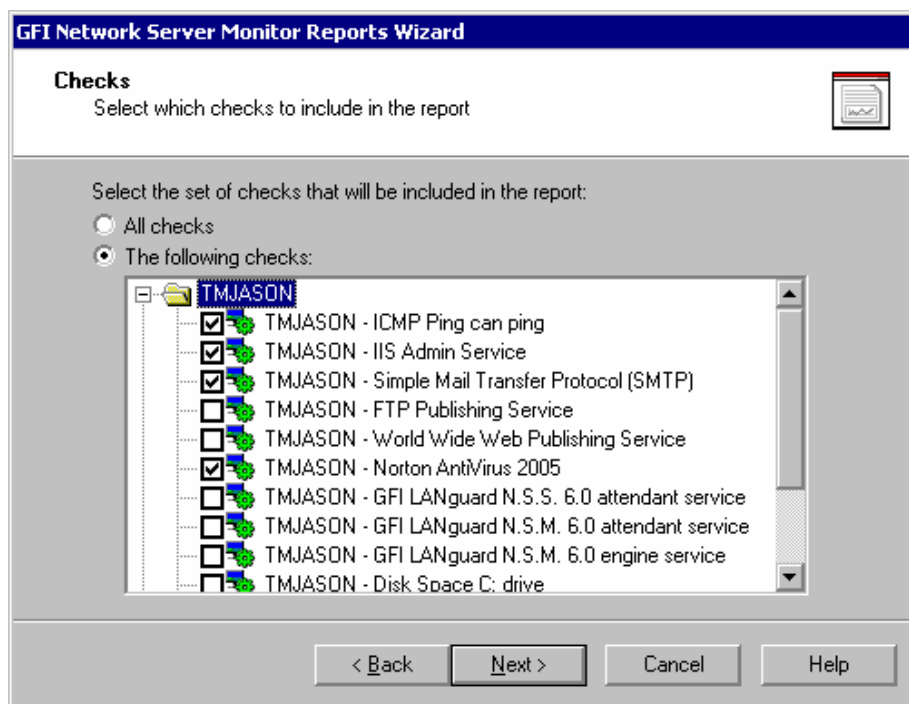 GFI Network Server Monitor Reports Wizard
Checks
Select which checks to include in the report
Select the set of checks that will be included in the report:
All checks
The following checks:
TMJASON
TMJASON - ICMP Ping can ping
TMJASON - IIS Admin Service
TMJASON - Simple Mail Transfer Protocol (SMTP)
TMJASON - FTP Publishing Service
TMJASON - World Wide Web Publishing Service
TMJASON - Norton AntiVirus 2005
TMJASON - GFI LANguard N.S.S. 6.0 attendant service
TMJASON - GFI LANguard N.S.M. 6.0 attendant service
TMJASON - GFI LANguard N.S.M. 6.0 engine service
TMJASON - Disk Space C: drive
< Back
Next >
Cancel
Help